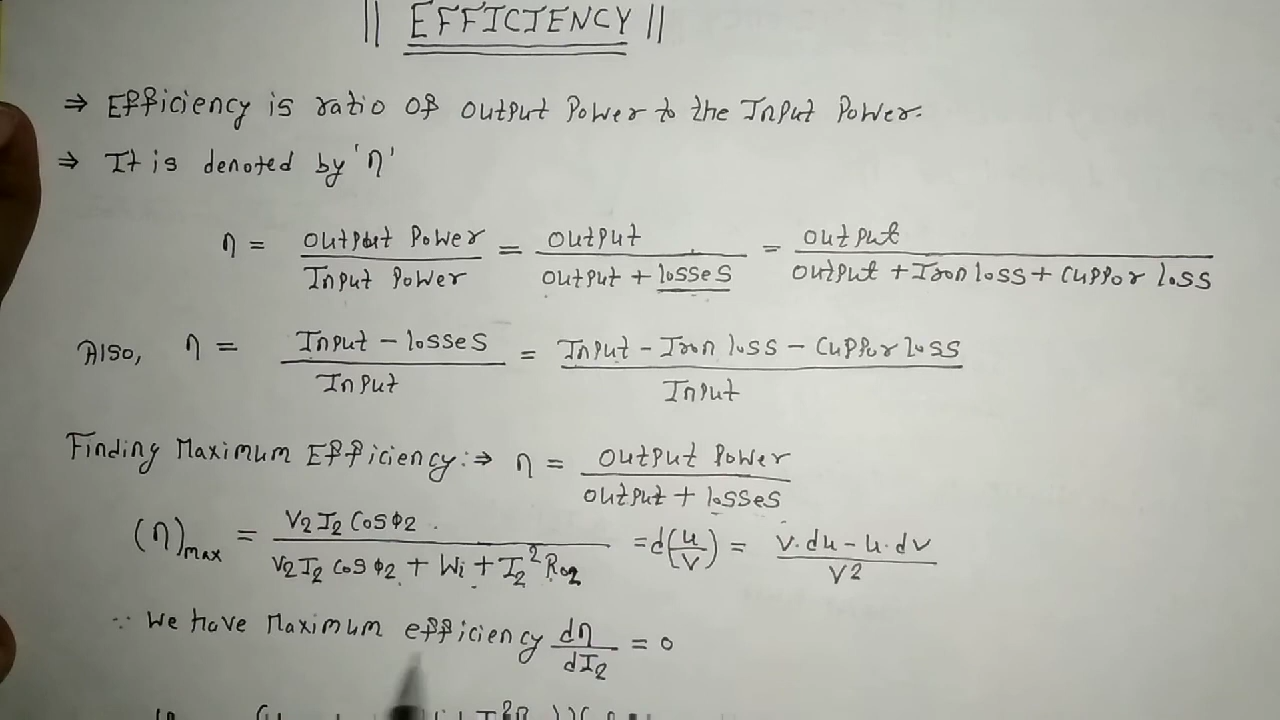 || EFFICIENCY ||
⇒ Efficiency is ratio of output Power to the Input Power.
⇒ It is denoted by 'η'
η = Output Power / Input Power = output / output + losses = output / output + Iron loss + Cuppor loss
Also, η = Input - losses / Input = Input - Iron loss - Cuppor loss / Input
Finding Maximum Efficiency:⇒ η = output Power / output + losses
(η)max = V2 I2 Cos Φ2 / V2 I2 Cos Φ2 + Wi + I2² R02 = d(u/v) = v.du - u.dv / v²
∵ We have Maximum efficiency dη / dI2 = 0